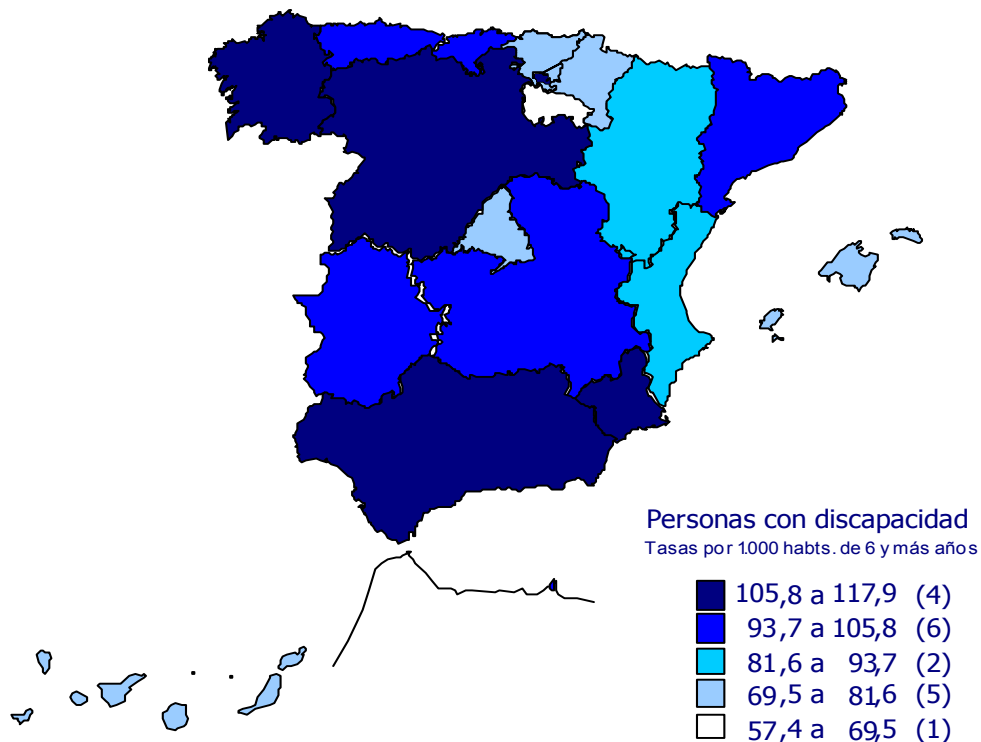 Personas con discapacidad
Tasas por 1.000 habts. de 6 y más años
105,8 a 117,9 (4)
93,7 a 105,8 (6)
81,6 a 93,7 (2)
69,5 a 81,6 (5)
57,4 a 69,5 (1)